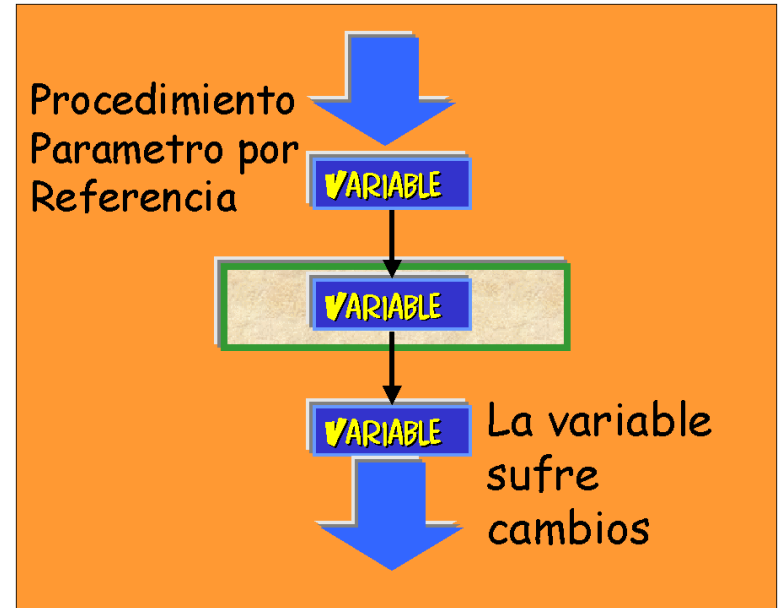 Procedimiento
Parametro por
Referencia
VARIABLE
VARIABLE
VARIABLE
La variable
sufre
cambios